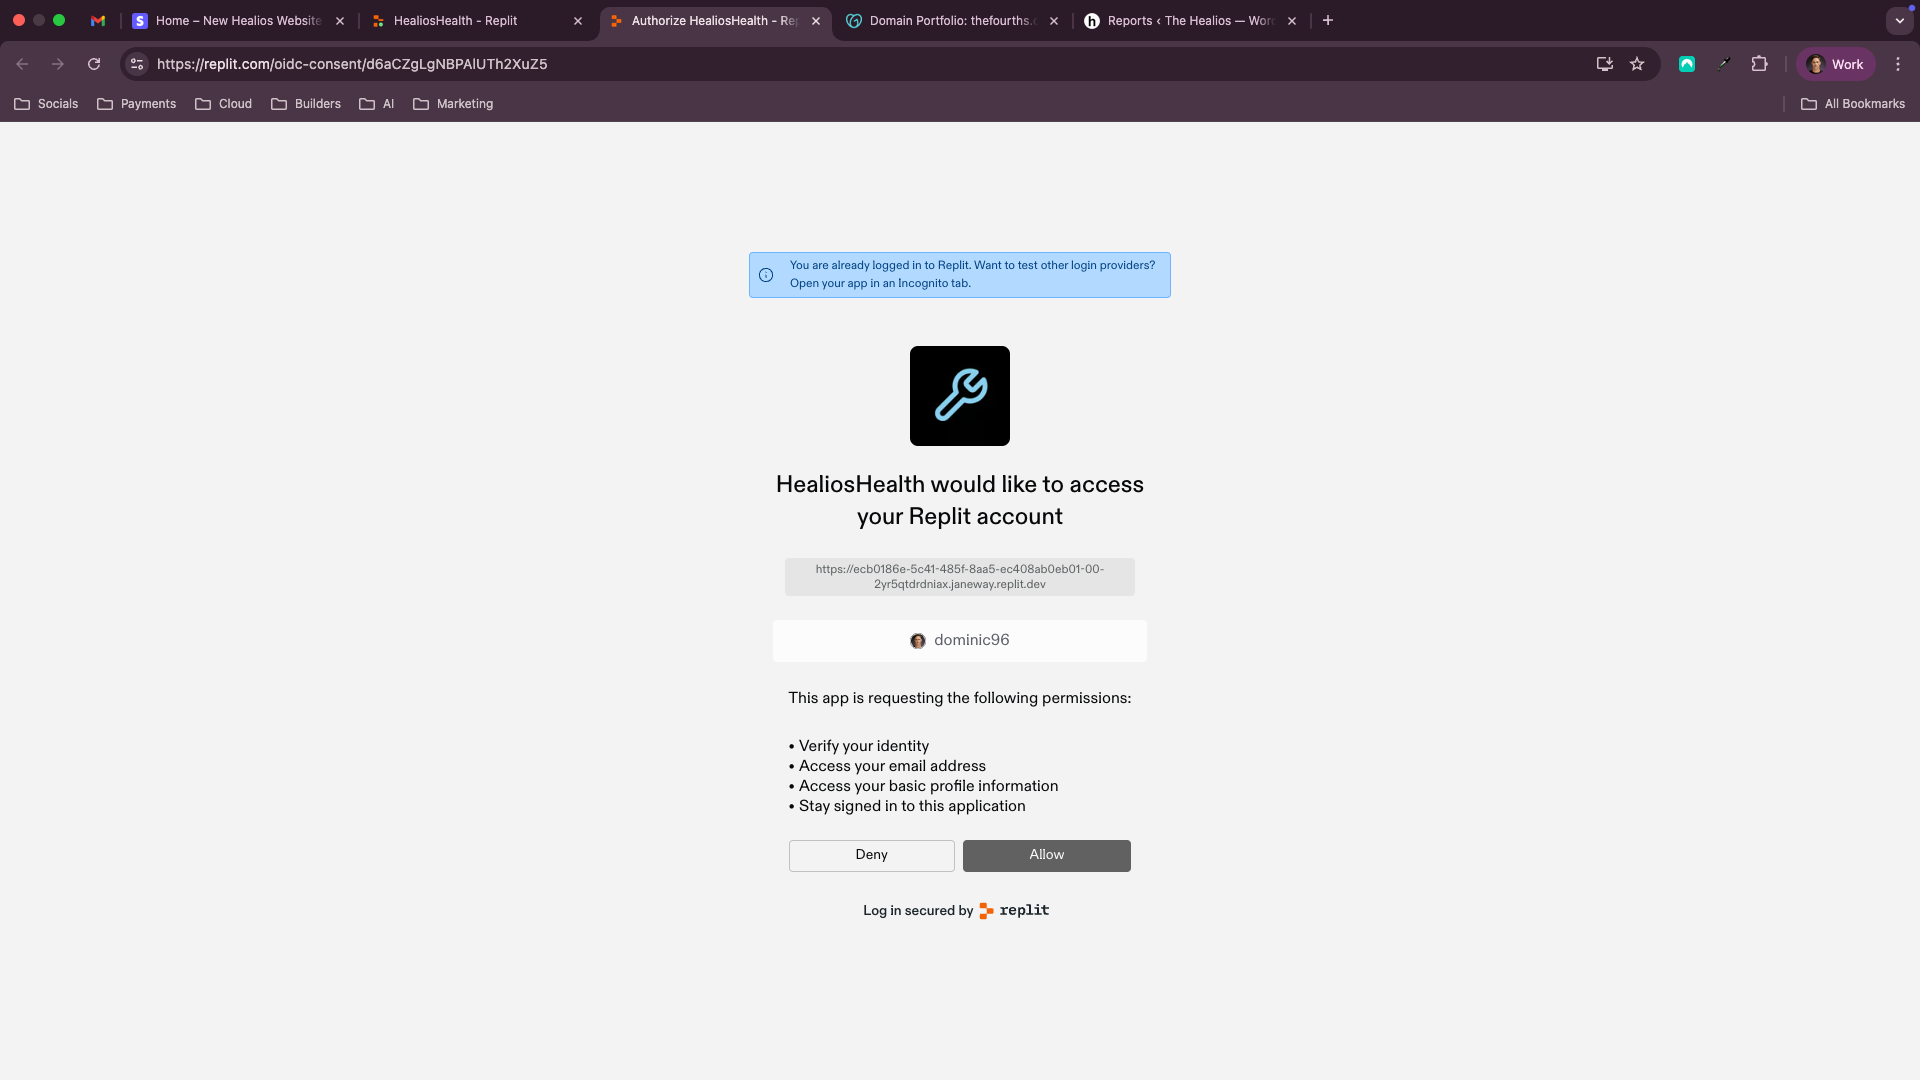 Home – New Healios Website
HealiosHealth - Replit
Authorize HealiosHealth - Rep
Domain Portfolio: thefourths.c
Reports ‹ The Healios — Wor
https://replit.com/oidc-consent/d6aCZgLgNBPAlUTh2XuZ5
Work
Socials
Payments
Cloud
Builders
AI
Marketing
All Bookmarks
You are already logged in to Replit. Want to test other login providers?
Open your app in an Incognito tab.
HealiosHealth would like to access
your Replit account
https://ecb0186e-5c41-485f-8aa5-ec408ab0eb01-00-
2yr5qtdrdniax.janeway.replit.dev
dominic96
This app is requesting the following permissions:
• Verify your identity
• Access your email address
• Access your basic profile information
• Stay signed in to this application
Deny
Allow
Log in secured by replit